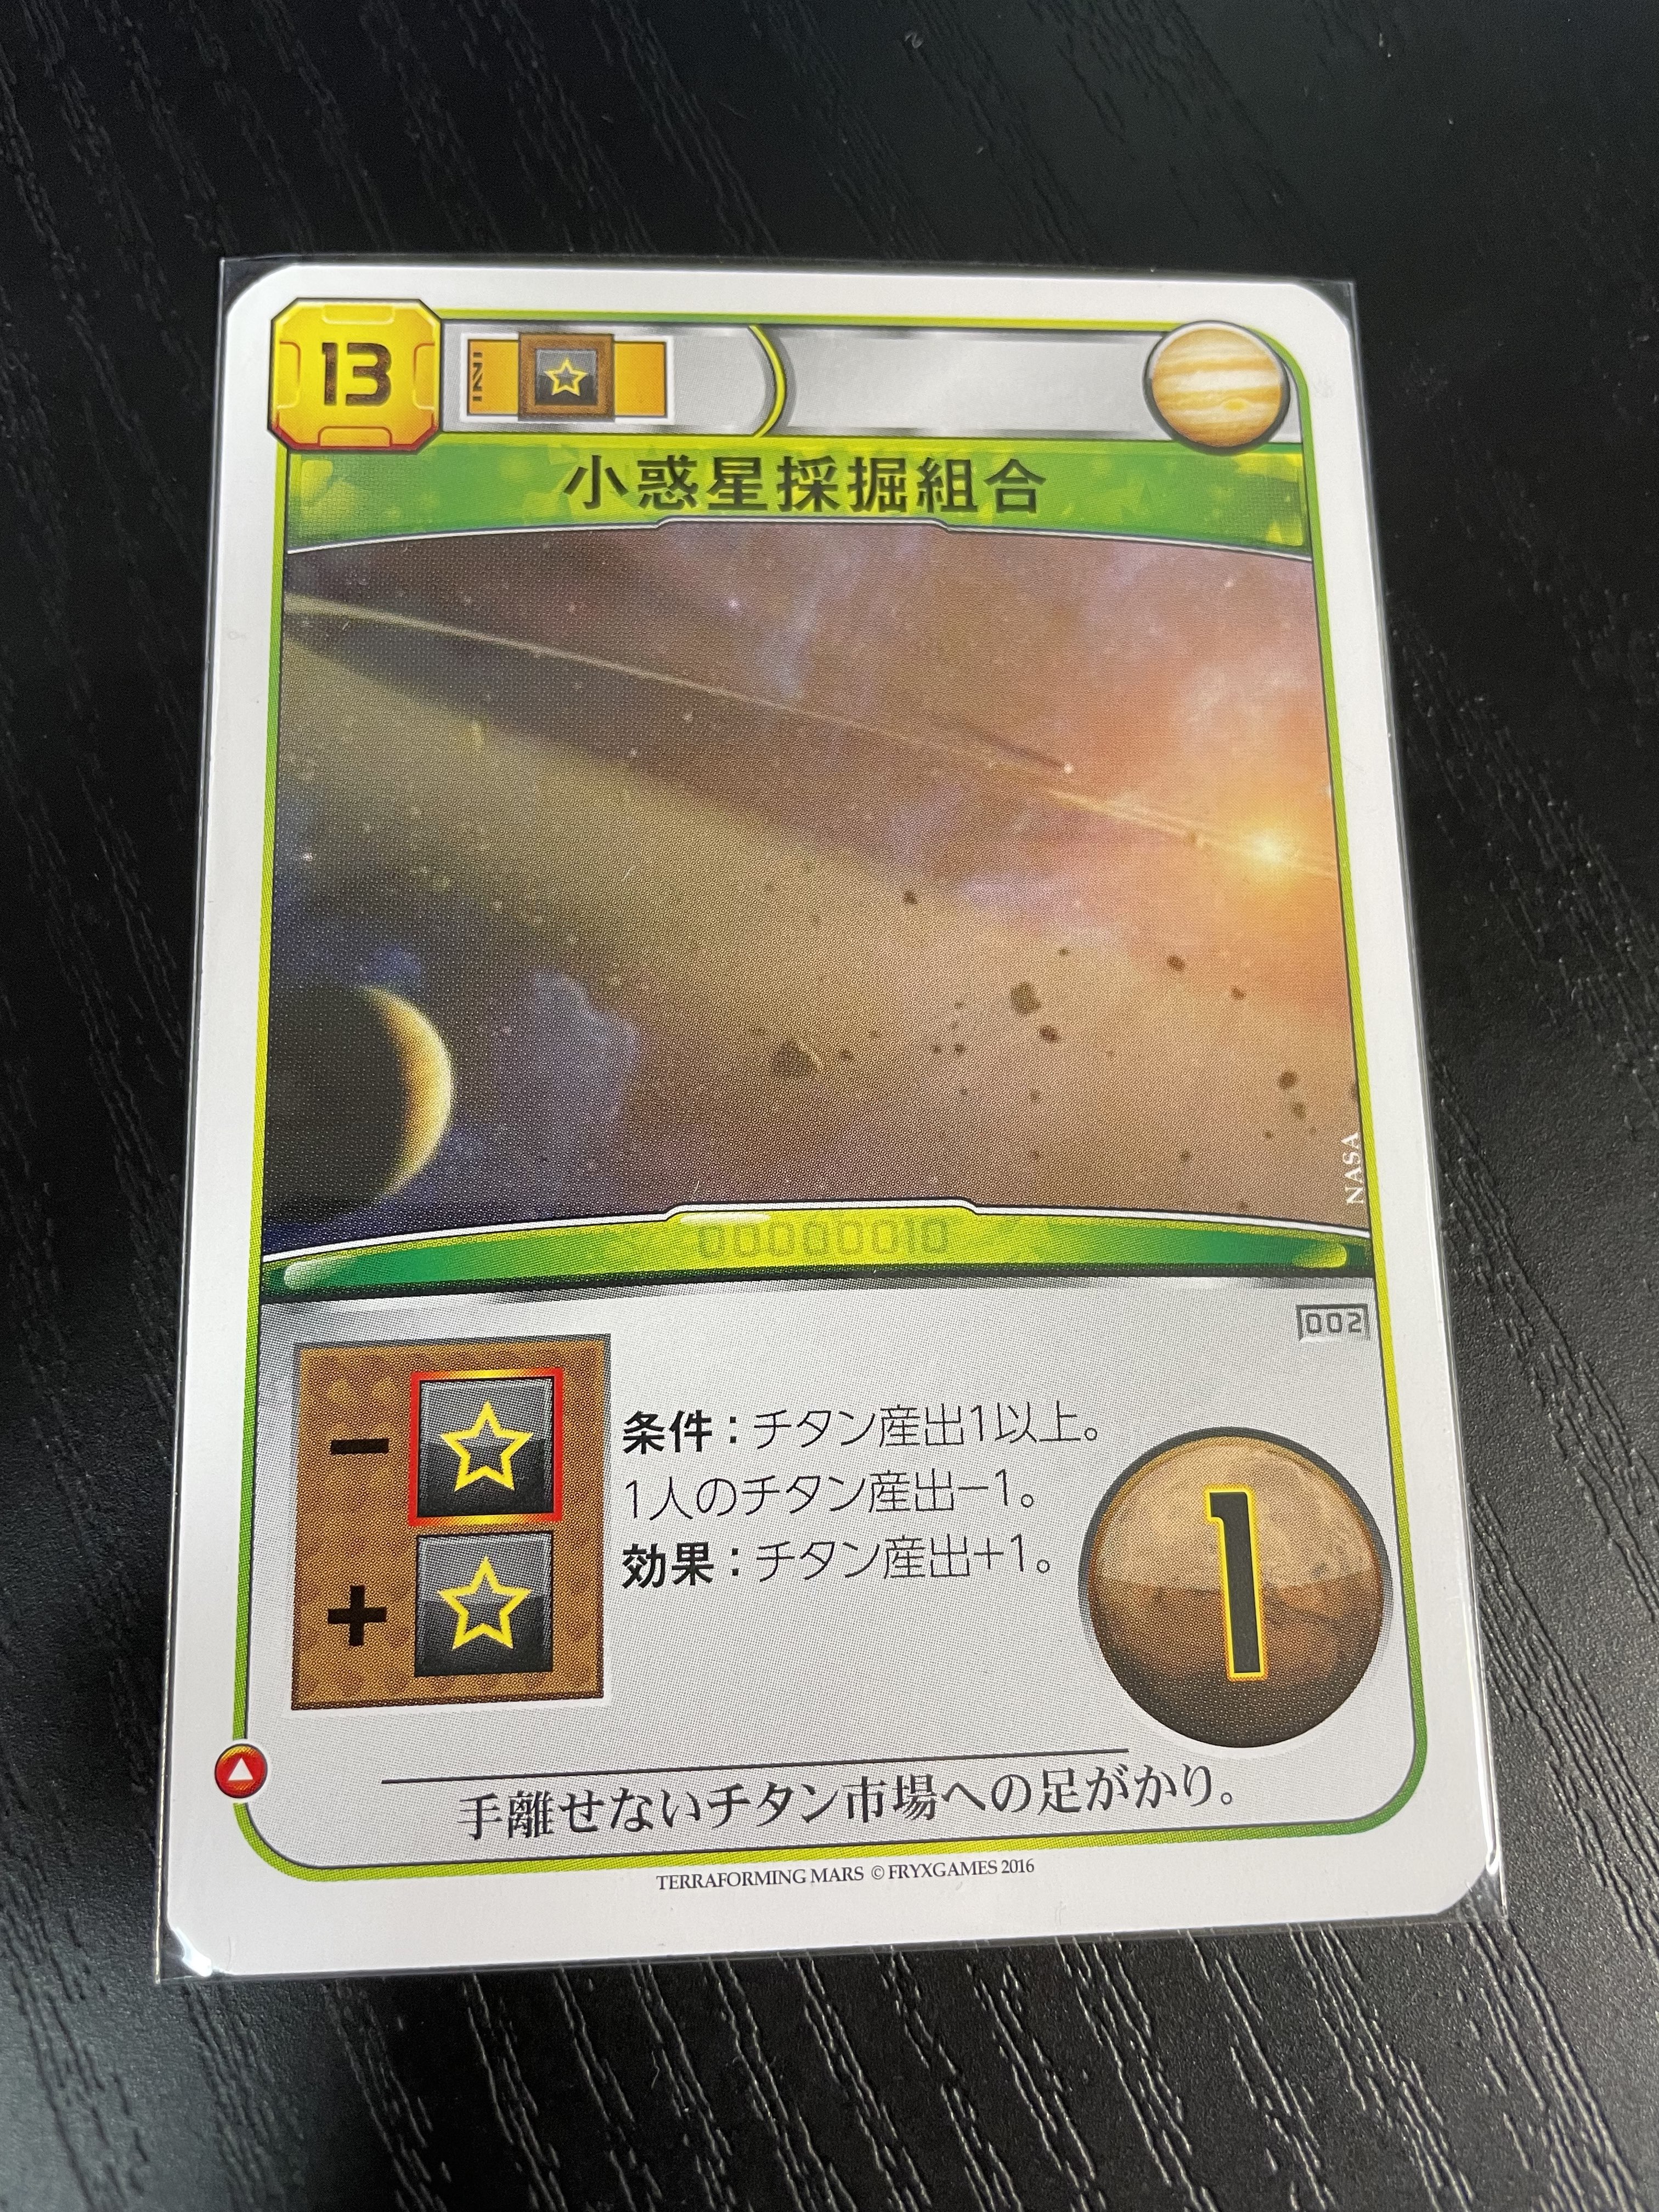 13
小惑星採掘組合
NASA
00000010
002
- 
条件：チタン産出1以上。
1人のチタン産出−1。
+
効果：チタン産出+1。
1
手離せないチタン市場への足がかり。
TERRAFORMING MARS © FRYXGAMES 2016